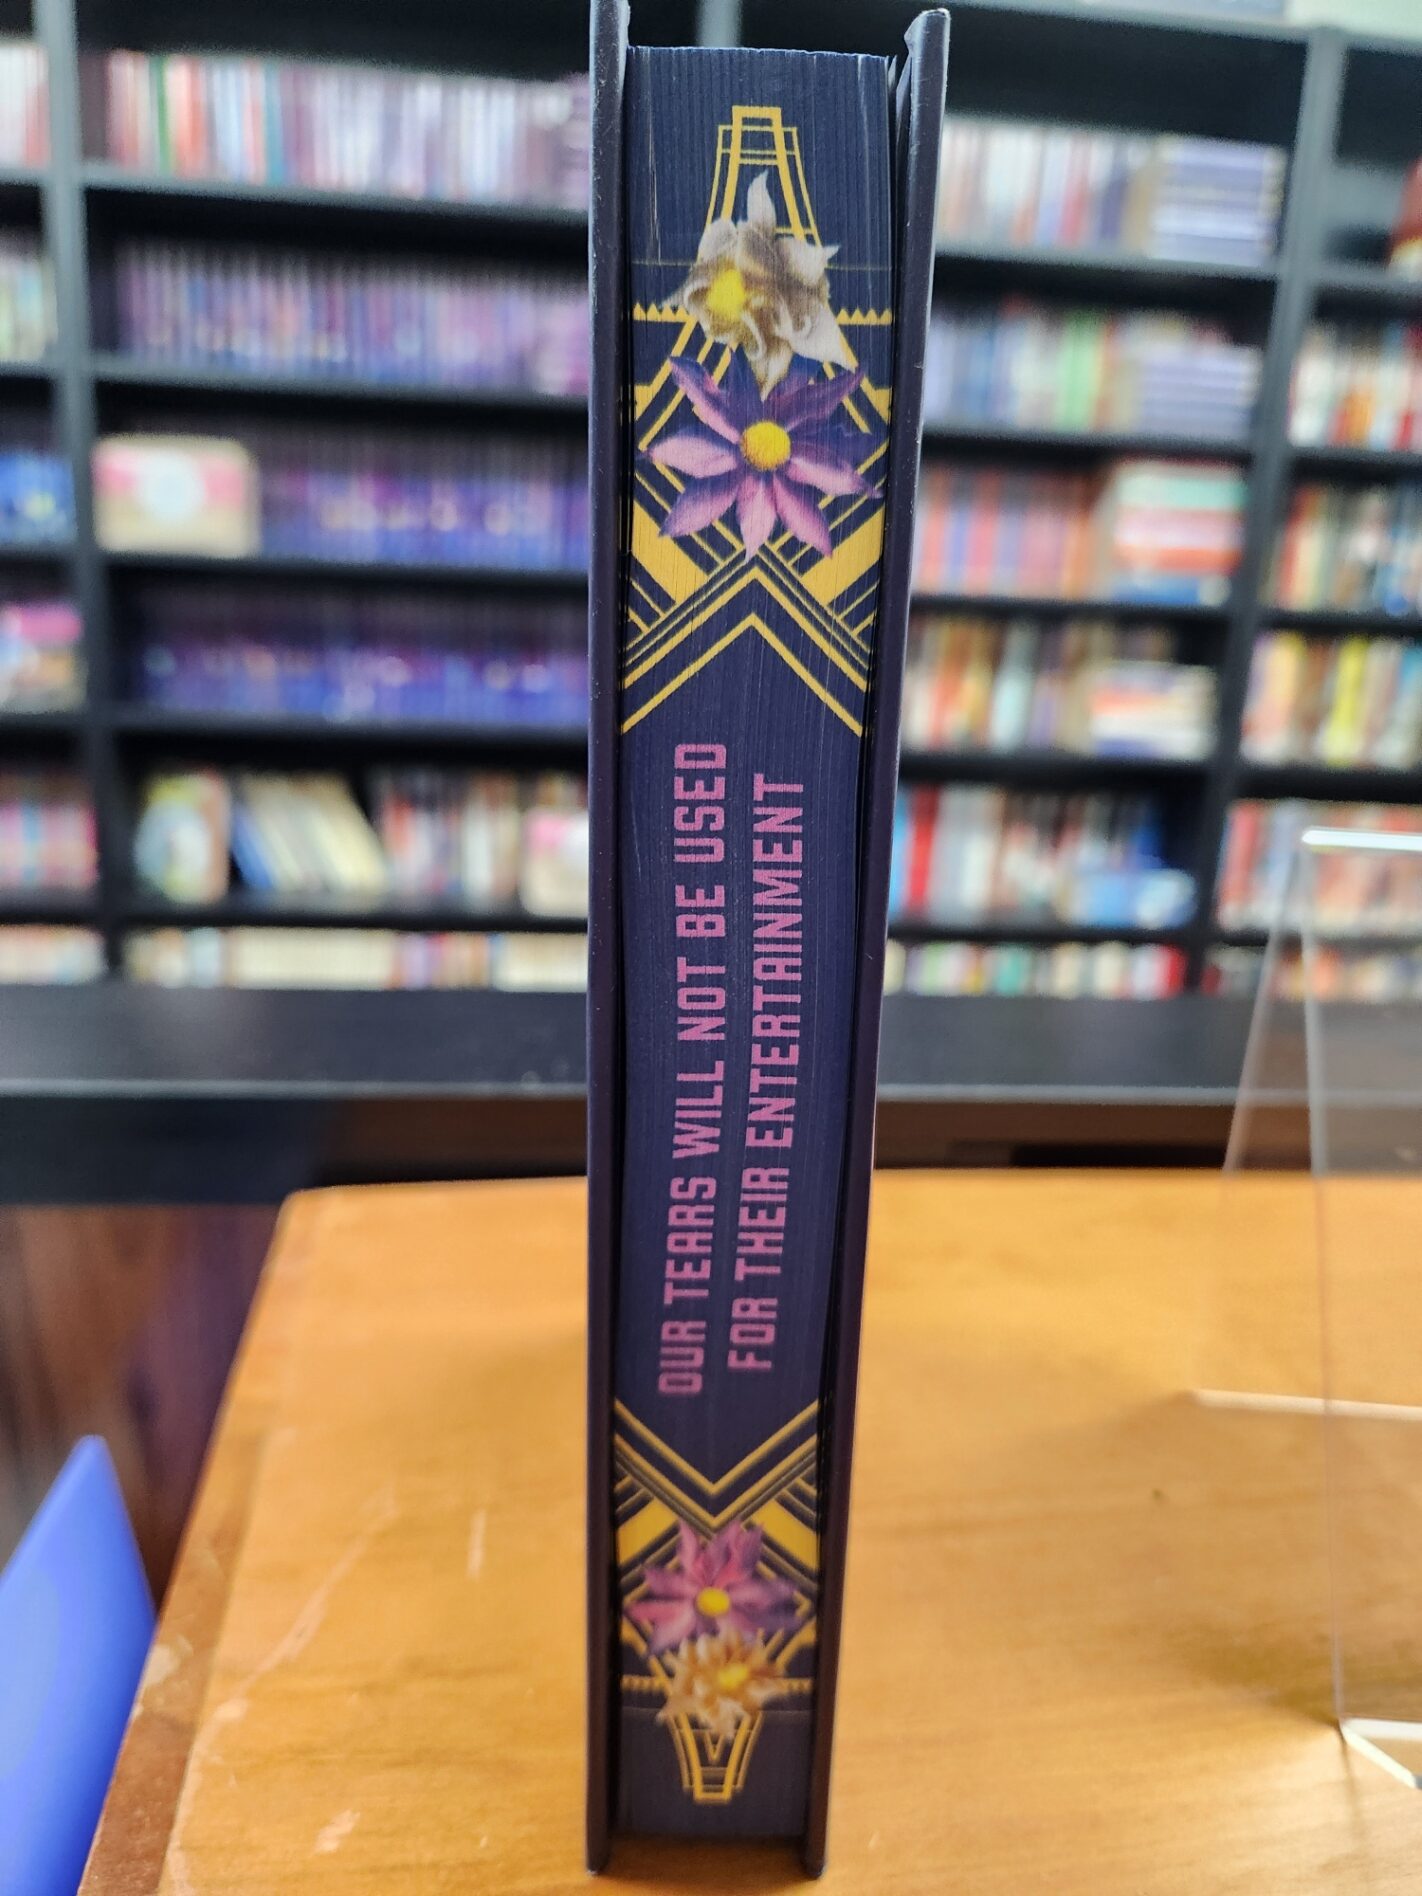 OUR TEARS WILL NOT BE USED
FOR THEIR ENTERTAINMENT